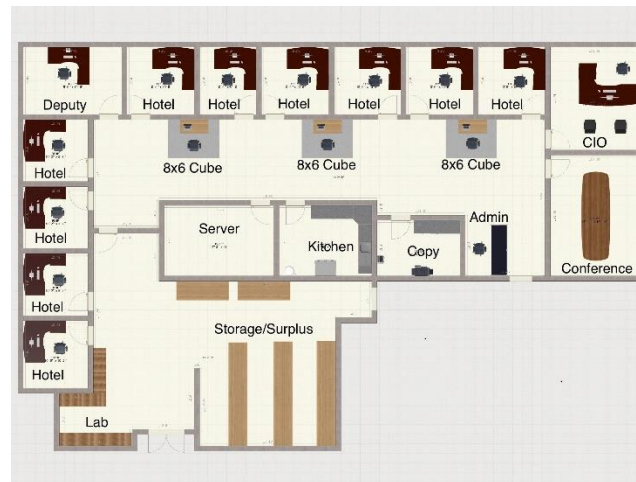 Deputy
Hotel
Hotel
Hotel
Hotel
Hotel
Hotel
CIO
Hotel
8x6 Cube
8x6 Cube
8x6 Cube
Hotel
Server
Kitchen
Copy
Admin
Conference
Hotel
Storage/Surplus
Hotel
Lab